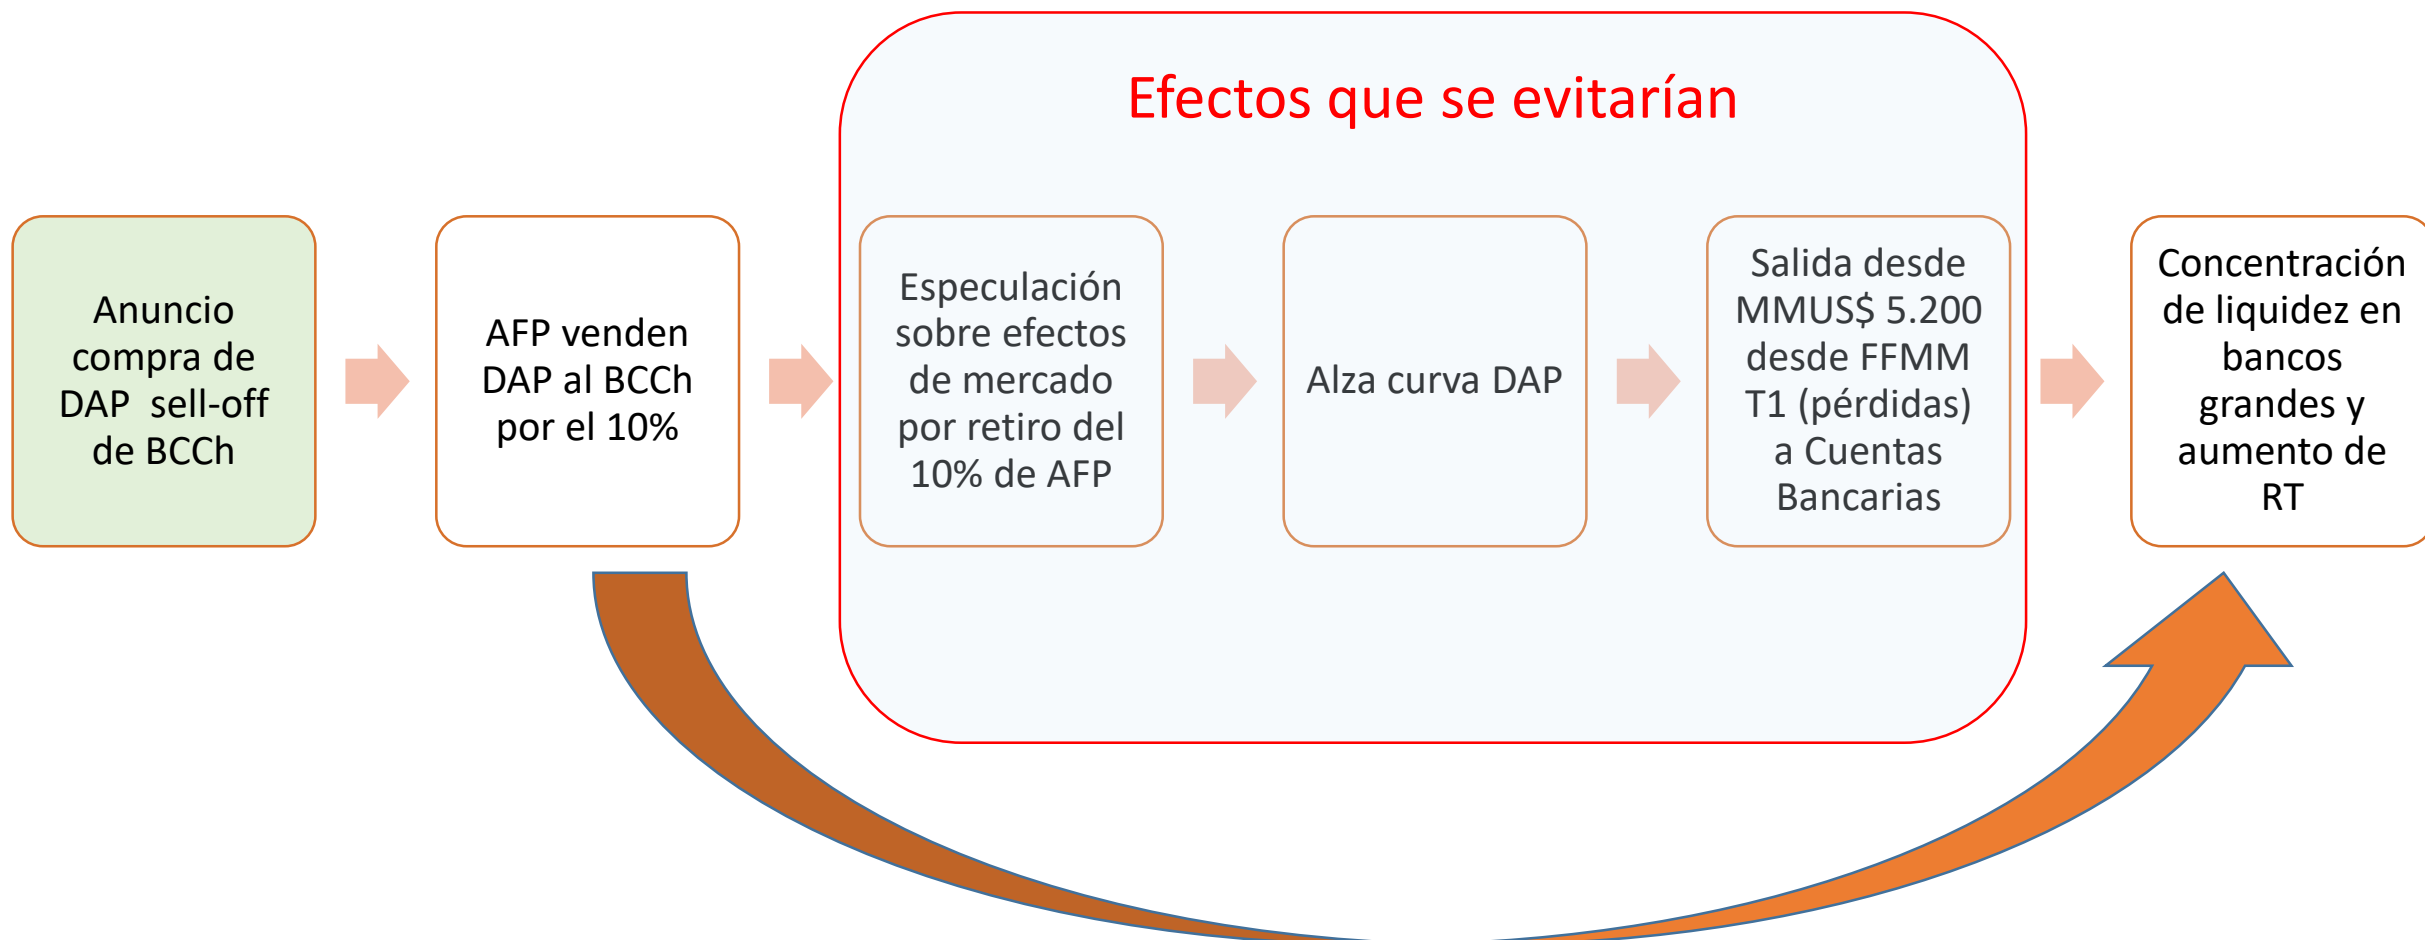 Efectos que se evitarían
Anuncio
compra de
DAP  sell-off
de BCCh
AFP venden
DAP al BCCh
por el 10%
Especulación
sobre efectos
de mercado
por retiro del
10% de AFP
Alza curva DAP
Salida desde
MMUS$ 5.200
desde FFMM
T1 (pérdidas)
a Cuentas
Bancarias
Concentración
de liquidez en
bancos
grandes y
aumento de
RT